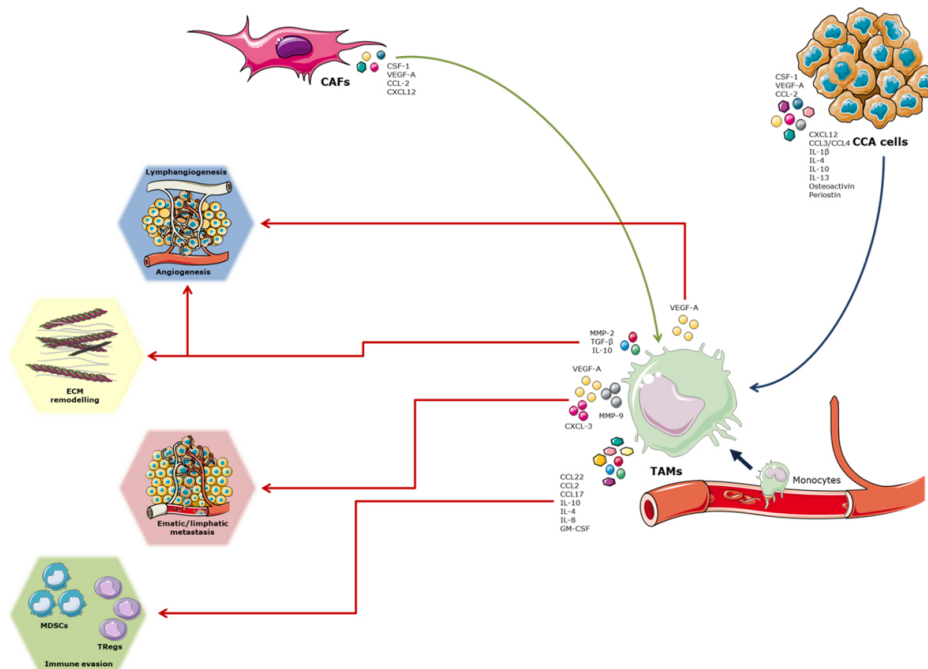 CAFs
CSF-1
VEGF-A
CCL-2
CXCL12
CSF-1
VEGF-A
CCL-2
CCA cells
CXCL12
CCL3/CCL4
IL-1β
IL-4
IL-10
IL-13
Osteoactivin
Periostin
Lymphangiogenesis
Angiogenesis
VEGF-A
MMP-2
TGF-β
IL-10
ECM
remodelling
VEGF-A
MMP-9
CXCL-3
TAMs
Monocytes
CCL22
CCL2
CCL17
IL-10
IL-4
IL-8
GM-CSF
Ematic/limphatic
metastasis
MDSCs
TRegs
Immune evasion